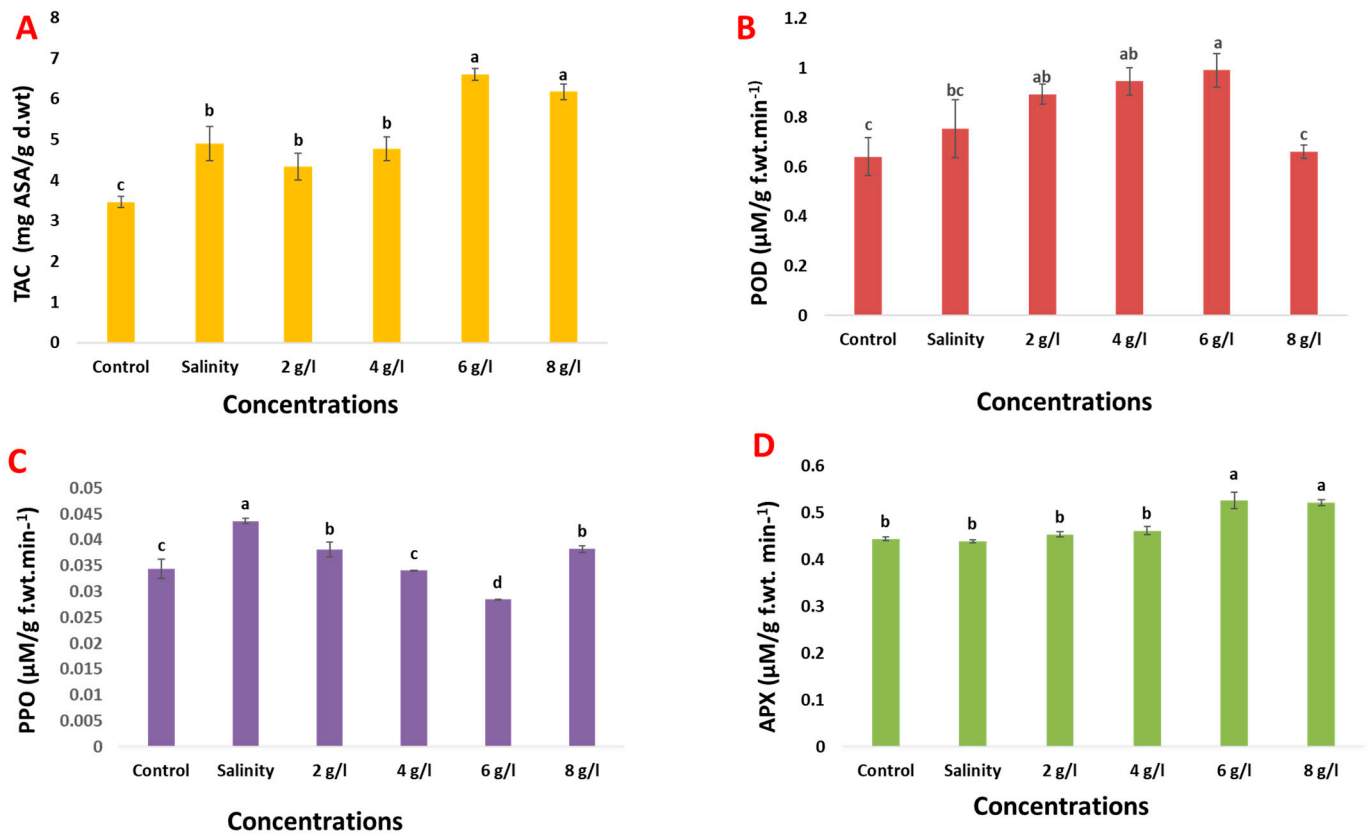 A
TAC (mg ASA/g d.wt)
8
7
6
5
4
3
2
1
0
c
b
b
b
a
a
Control Salinity 2 g/l 4 g/l 6 g/l 8 g/l
Concentrations
B
POD (µM/g f.wt.min⁻¹)
1.2
1
0.8
0.6
0.4
0.2
0
c
bc
ab
ab
a
c
Control Salinity 2 g/l 4 g/l 6 g/l 8 g/l
Concentrations
C
PPO (µM/g f.wt.min-¹)
0.05
0.045
0.04
0.035
0.03
0.025
0.02
0.015
0.01
0.005
0
c
a
b
c
d
b
Control Salinity 2 g/l 4 g/l 6 g/l 8 g/l
Concentrations
D
APX (µM/g f.wt. min-¹)
0.6
0.5
0.4
0.3
0.2
0.1
0
b
b
b
b
a
a
Control Salinity 2 g/l 4 g/l 6 g/l 8 g/l
Concentrations